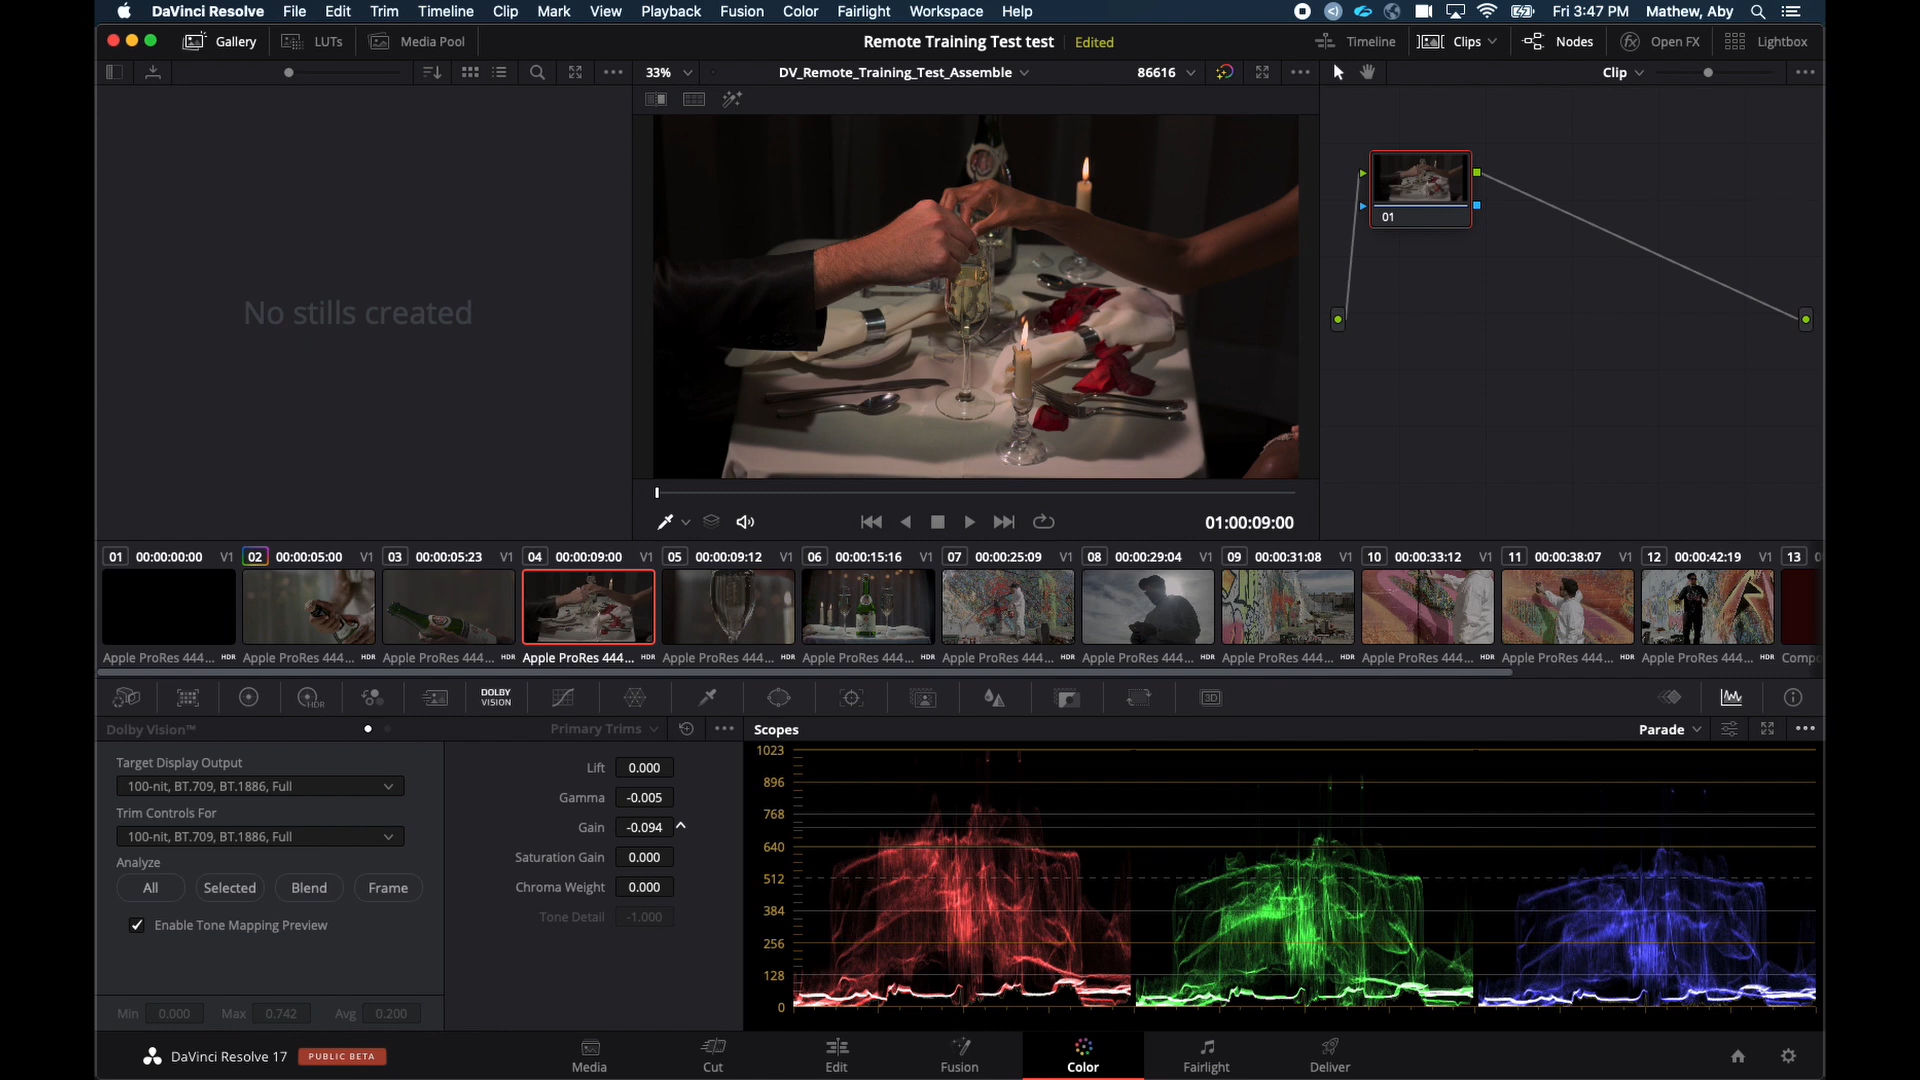 DaVinci Resolve File Edit Trim Timeline Clip Mark View Playback Fusion Color Fairlight Workspace Help Fri 3:47 PM Mathew, Aby
Gallery LUTs Media Pool Remote Training Test test Edited Timeline Clips Nodes Open FX Lightbox
33% DV_Remote_Training_Test_Assemble 86616 Clip
No stills created
01
01:00:09:00
01 00:00:00:00 V1 02 00:00:05:00 V1 03 00:00:05:23 V1 04 00:00:09:00 V1 05 00:00:09:12 V1 06 00:00:15:16 V1 07 00:00:25:09 V1 08 00:00:29:04 V1 09 00:00:31:08 V1 10 00:00:33:12 V1 11 00:00:38:07 V1 12 00:00:42:19 V1 13 0
Apple ProRes 444... HDR Apple ProRes 444... HDR Apple ProRes 444... HDR Apple ProRes 444... HDR Apple ProRes 444... HDR Apple ProRes 444... HDR Apple ProRes 444... HDR Apple ProRes 444... HDR Apple ProRes 444... HDR Apple ProRes 444... HDR Apple ProRes 444... HDR Apple ProRes 444... HDR Compo
HDR DOLBY VISION 3D
Dolby Vision™ Primary Trims Scopes Parade
Target Display Output
100-nit, BT.709, BT.1886, Full
Trim Controls For
100-nit, BT.709, BT.1886, Full
Analyze
All Selected Blend Frame
Enable Tone Mapping Preview
Min 0.000 Max 0.742 Avg 0.200
Lift 0.000
Gamma -0.005
Gain -0.094
Saturation Gain 0.000
Chroma Weight 0.000
Tone Detail -1.000
1023
896
768
640
512
384
256
128
0
DaVinci Resolve 17 PUBLIC BETA Media Cut Edit Fusion Color Fairlight Deliver